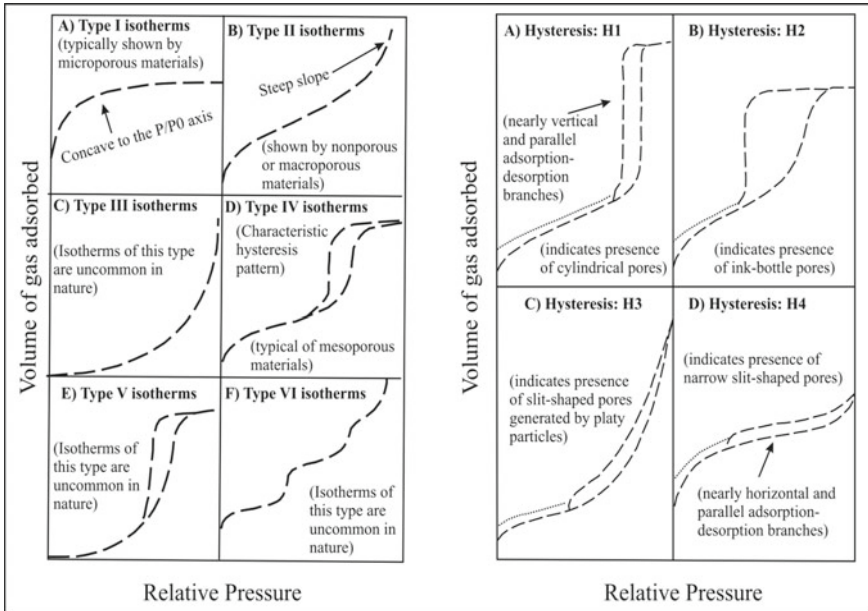 Volume of gas adsorbed
A) Type I isotherms
(typically shown by
microporous materials)
Concave to the P/P0 axis
B) Type II isotherms
Steep slope
(shown by nonporous
or macroporous
materials)
C) Type III isotherms
(Isotherms of this type
are uncommon in
nature)
D) Type IV isotherms
(Characteristic
hysteresis
pattern)
(typical of mesoporous
materials)
E) Type V isotherms
(Isotherms of
this type are
uncommon in
nature)
F) Type VI isotherms
(Isotherms of
this type are
uncommon in
nature)
Relative Pressure
Volume of gas adsorbed
A) Hysteresis: H1
(nearly vertical
and parallel
adsorption-
desorption
branches)
(indicates presence
of cylindrical pores)
B) Hysteresis: H2
(indicates presence
of ink-bottle pores)
C) Hysteresis: H3
(indicates presence
of slit-shaped pores
generated by platy
particles)
D) Hysteresis: H4
(indicates presence of
narrow slit-shaped pores)
(nearly horizontal and
parallel adsorption-
desorption branches)
Relative Pressure